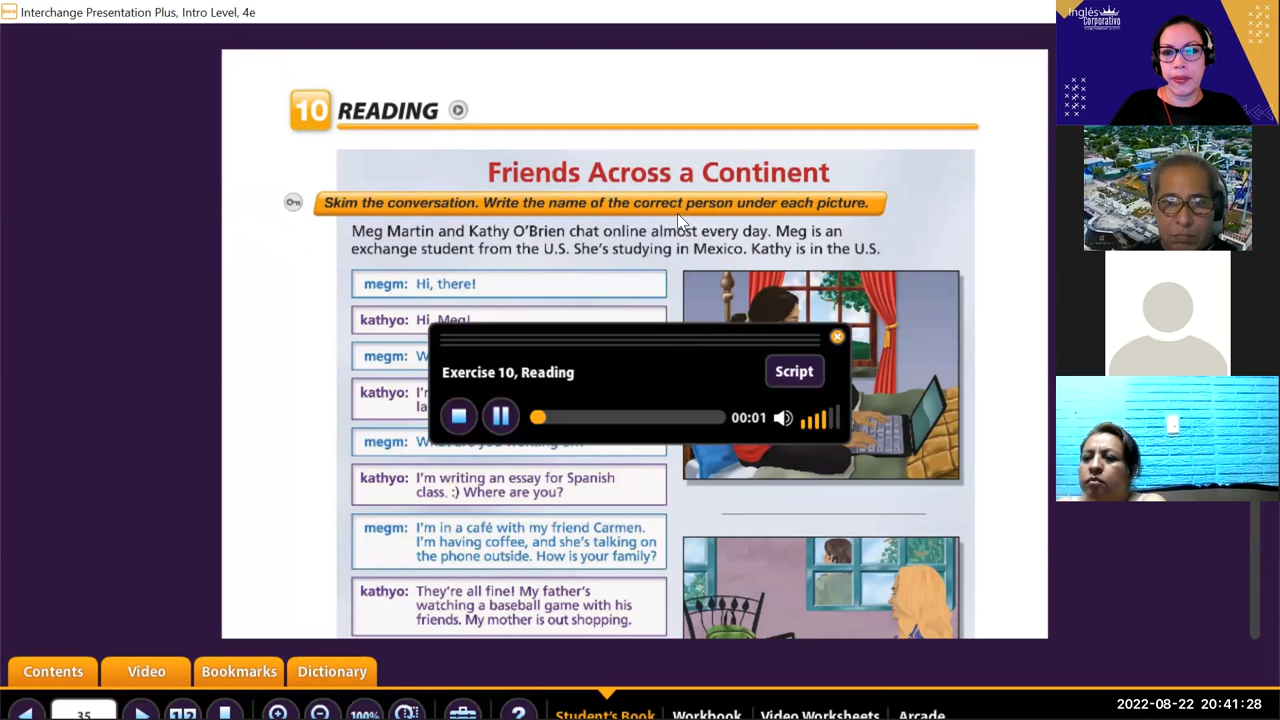 Intro
Interchange Presentation Plus, Intro Level, 4e
Inglés
Corporativo
10 READING
Friends Across a Continent
Skim the conversation. Write the name of the correct person under each picture.
Meg Martin and Kathy O'Brien chat online almost every day. Meg is an
exchange student from the U.S. She's studying in Mexico. Kathy is in the U.S.
megm: Hi, there!
kathyo: Hi, Meg!
megm: W
kathyo: I'
la
megm:
Exercise 10, Reading
Script
00:01
kathyo: I'm writing an essay for Spanish
class. :) Where are you?
megm: I'm in a café with my friend Carmen.
I'm having coffee, and she's talking on
the phone outside. How is your family?
kathyo: They're all fine! My father's
watching a baseball game with his
friends. My mother is out shopping.
Contents
Video
Bookmarks
Dictionary
35
100%
?
Student's Book
Workbook
Video Worksheets
Arcade
2022-08-22 20:41:28